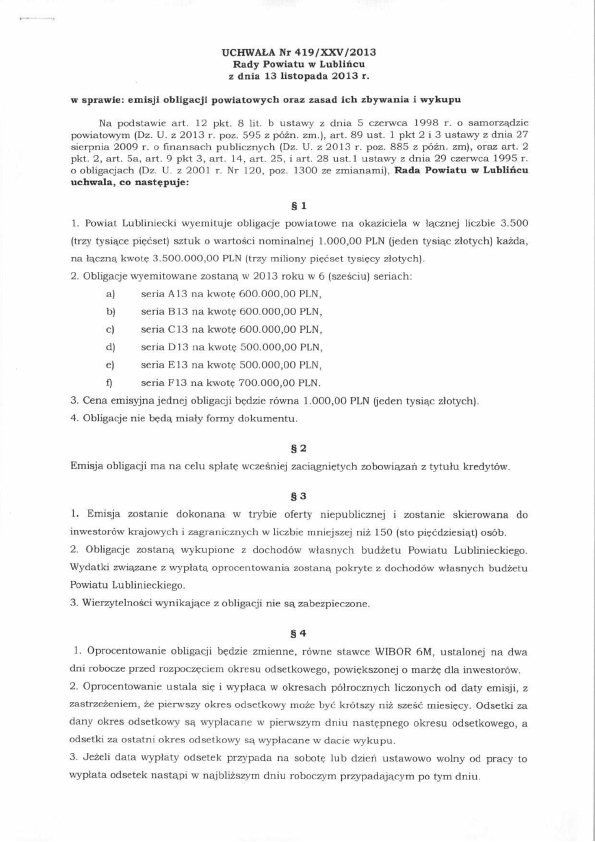 UCHWAŁA Nr 419/XXV/2013
Rady Powiatu w Lublińcu
z dnia 13 listopada 2013 r.
w sprawie: emisji obligacji powiatowych oraz zasad ich zbywania i wykupu
Na podstawie art. 12 pkt. 8 lit. b ustawy z dnia 5 czerwca 1998 r. o samorządzie
powiatowym (Dz. U. z 2013 r. poz. 595 z późn. zm.), art. 89 ust. 1 pkt 2 i 3 ustawy z dnia 27
sierpnia 2009 r. o finansach publicznych (Dz. U. z 2013 r. poz. 885 z późn. zm), oraz art. 2
pkt. 2, art. 5a, art. 9 pkt 3, art. 14, art. 25, i art. 28 ust.1 ustawy z dnia 29 czerwca 1995 r.
o obligacjach (Dz. U. z 2001 r. Nr 120, poz. 1300 ze zmianami), Rada Powiatu w Lublińcu
uchwala, co następuje:
§ 1
1. Powiat Lubliniecki wyemituje obligacje powiatowe na okaziciela w łącznej liczbie 3.500
(trzy tysiące pięćset) sztuk o wartości nominalnej 1.000,00 PLN (jeden tysiąc złotych) każda,
na łączną kwotę 3.500.000,00 PLN (trzy miliony pięćset tysięcy złotych).
2. Obligacje wyemitowane zostaną w 2013 roku w 6 (sześciu) seriach:
a) seria A13 na kwotę 600.000,00 PLN,
b) seria B13 na kwotę 600.000,00 PLN,
c) seria C13 na kwotę 600.000,00 PLN,
d) seria D13 na kwotę 500.000,00 PLN,
e) seria E13 na kwotę 500.000,00 PLN,
f) seria F13 na kwotę 700.000,00 PLN.
3. Cena emisyjna jednej obligacji będzie równa 1.000,00 PLN (jeden tysiąc złotych).
4. Obligacje nie będą miały formy dokumentu.
§ 2
Emisja obligacji ma na celu spłatę wcześniej zaciągniętych zobowiązań z tytułu kredytów.
§ 3
1. Emisja zostanie dokonana w trybie oferty niepublicznej i zostanie skierowana do
inwestorów krajowych i zagranicznych w liczbie mniejszej niż 150 (sto pięćdziesiąt) osób.
2. Obligacje zostaną wykupione z dochodów własnych budżetu Powiatu Lublinieckiego.
Wydatki związane z wypłatą oprocentowania zostaną pokryte z dochodów własnych budżetu
Powiatu Lublinieckiego.
3. Wierzytelności wynikające z obligacji nie są zabezpieczone.
§ 4
1. Oprocentowanie obligacji będzie zmienne, równe stawce WIBOR 6M, ustalonej na dwa
dni robocze przed rozpoczęciem okresu odsetkowego, powiększonej o marżę dla inwestorów.
2. Oprocentowanie ustala się i wypłaca w okresach półrocznych liczonych od daty emisji, z
zastrzeżeniem, że pierwszy okres odsetkowy może być krótszy niż sześć miesięcy. Odsetki za
dany okres odsetkowy są wypłacane w pierwszym dniu następnego okresu odsetkowego, a
odsetki za ostatni okres odsetkowy są wypłacane w dacie wykupu.
3. Jeżeli data wypłaty odsetek przypada na sobotę lub dzień ustawowo wolny od pracy to
wypłata odsetek nastąpi w najbliższym dniu roboczym przypadającym po tym dniu.